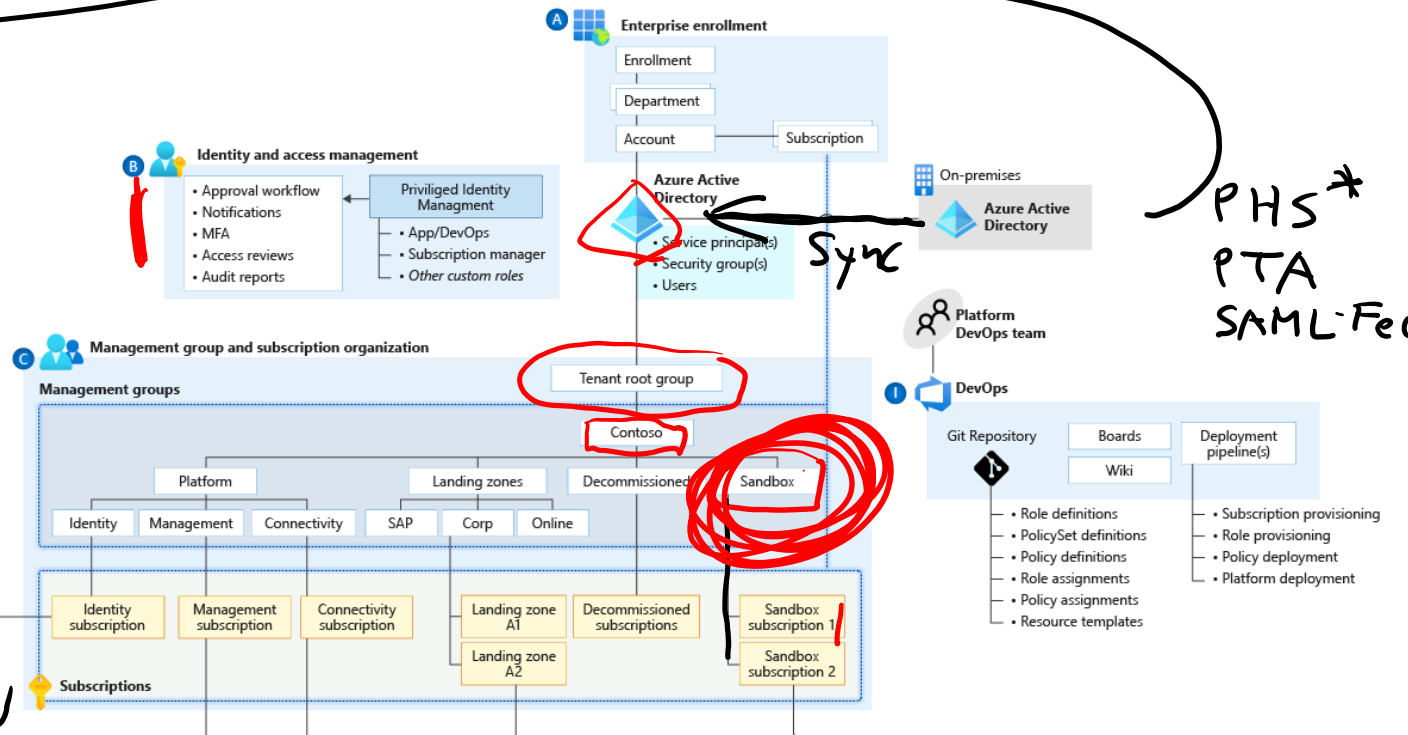 A
Enterprise enrollment
Enrollment
Department
Account
Subscription
B
Identity and access management
• Approval workflow
• Notifications
• MFA
• Access reviews
• Audit reports
Priviliged Identity
Managment
• App/DevOps
• Subscription manager
• Other custom roles
Azure Active
Directory
• Service principal(s)
• Security group(s)
• Users
Sync
On-premises
Azure Active
Directory
PHS*
PTA
SAML-Fe
Platform
DevOps team
C
Management group and subscription organization
Management groups
Tenant root group
Contoso
Platform
Landing zones
Decommissioned
Sandbox
Identity
Management
Connectivity
SAP
Corp
Online
Identity
subscription
Management
subscription
Connectivity
subscription
Landing zone
A1
Landing zone
A2
Decommissioned
subscriptions
Sandbox
subscription 1
Sandbox
subscription 2
Subscriptions
I
DevOps
Git Repository
Boards
Wiki
Deployment
pipeline(s)
• Role definitions
• PolicySet definitions
• Policy definitions
• Role assignments
• Policy assignments
• Resource templates
• Subscription provisioning
• Role provisioning
• Policy deployment
• Platform deployment